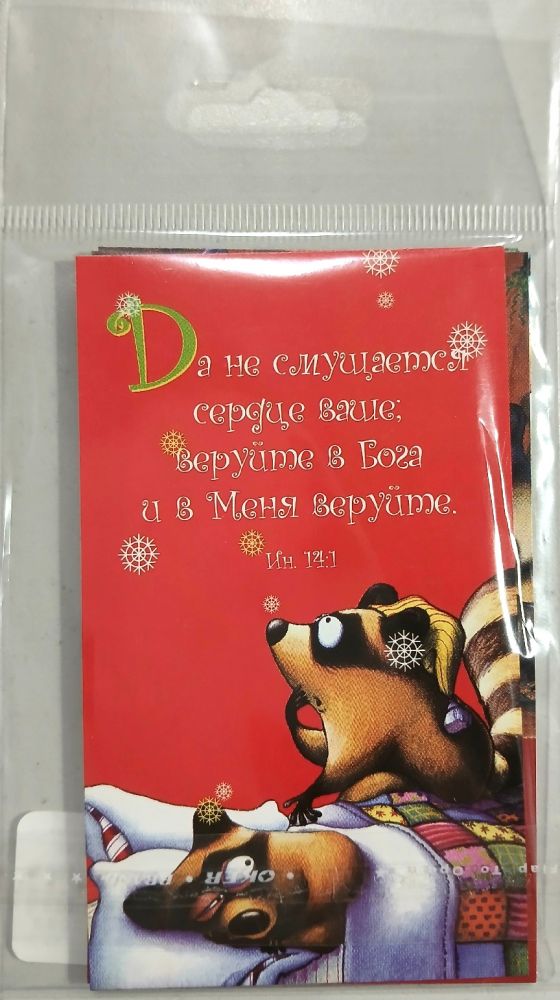 Да не смущается
сердце ваше;
веруйте в Бога
и в Меня веруйте.
Ин. 14:1